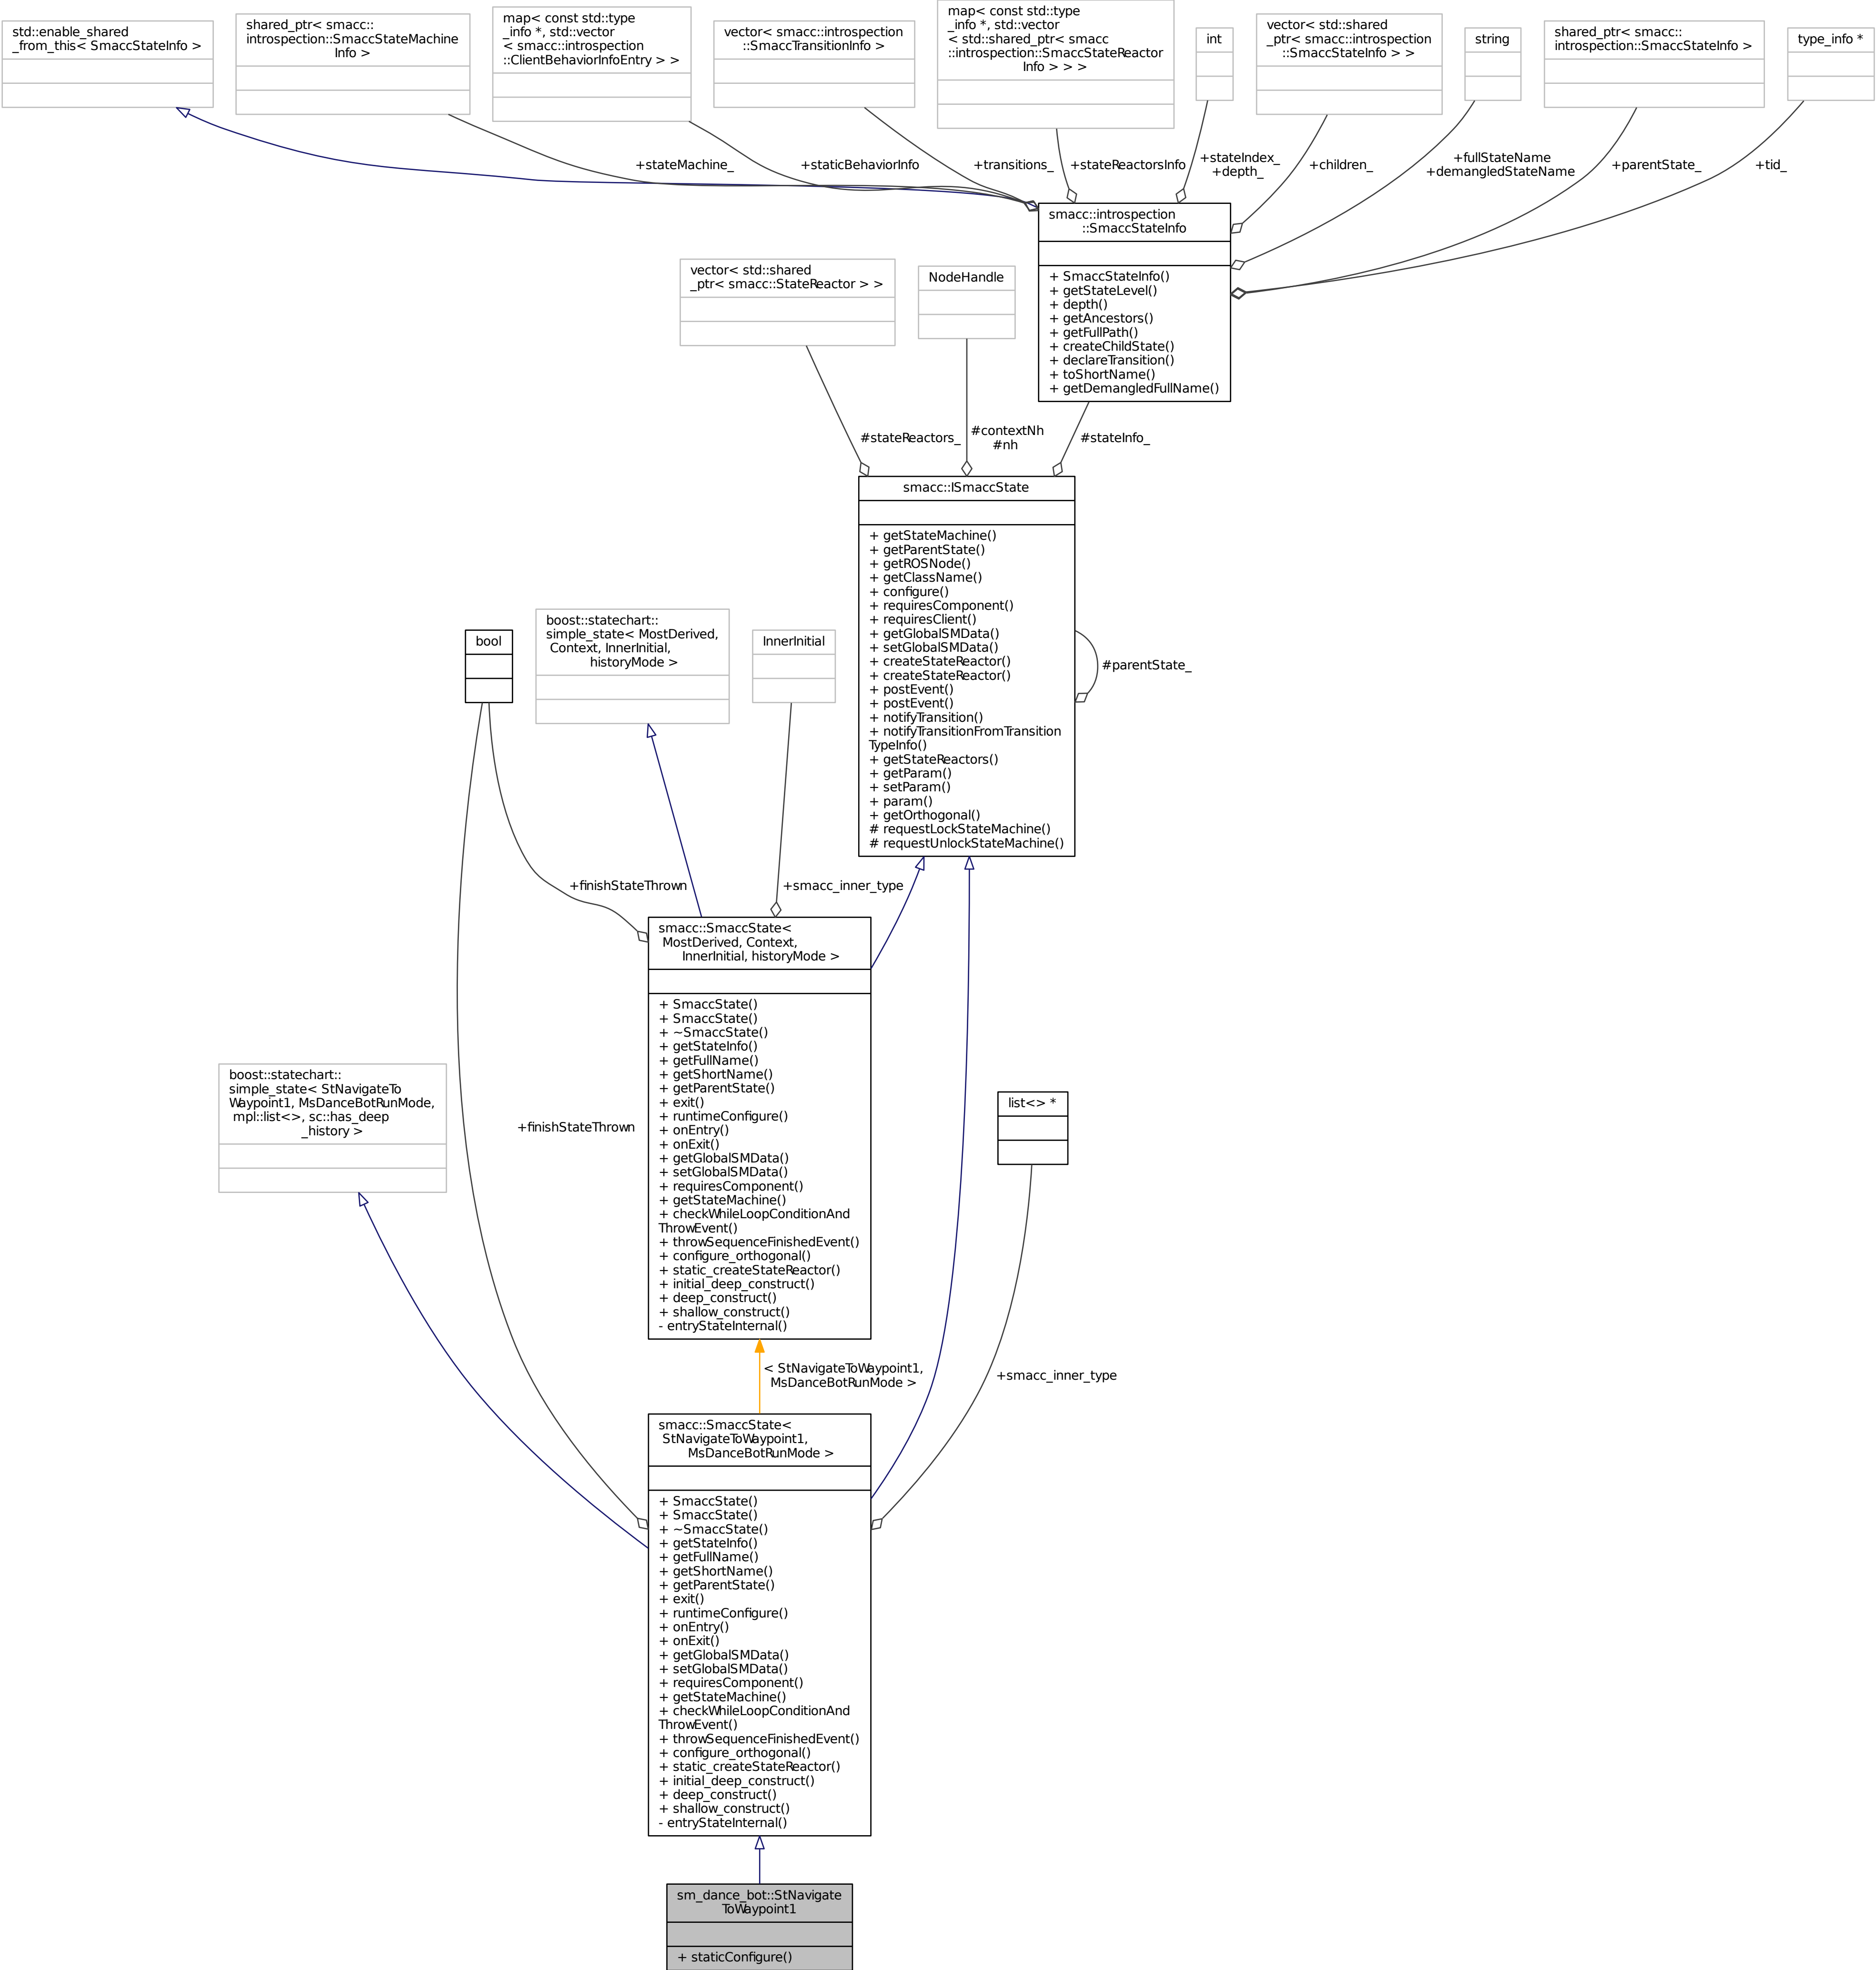 std::enable_shared
_from_this< SmaccStateInfo >
shared_ptr< smacc::
introspection::SmaccStateMachine
Info >
map< const std::type
_info *, std::vector
< smacc::introspection
::ClientBehaviorInfoEntry > >
vector< smacc::introspection
::SmaccTransitionInfo >
map< const std::type
_info *, std::vector
< std::shared_ptr< smacc
::introspection::SmaccStateReactor
Info > > >
int
vector< std::shared
_ptr< smacc::introspection
::SmaccStateInfo > >
string
shared_ptr< smacc::
introspection::SmaccStateInfo >
type_info *
+stateMachine_
+staticBehaviorInfo
+transitions_
+stateReactorsInfo
+stateIndex_
+depth_
+children_
+fullStateName
+demangledStateName
+parentState_
+tid_
smacc::introspection
::SmaccStateInfo
+ SmaccStateInfo()
+ getStateLevel()
+ depth()
+ getAncestors()
+ getFullPath()
+ createChildState()
+ declareTransition()
+ toShortName()
+ getDemangledFullName()
vector< std::shared
_ptr< smacc::StateReactor > >
NodeHandle
#stateReactors_
#contextNh
#nh
#stateInfo_
smacc::ISmaccState
+ getStateMachine()
+ getParentState()
+ getROSNode()
+ getClassName()
+ configure()
+ requiresComponent()
+ requiresClient()
+ getGlobalSMData()
+ setGlobalSMData()
+ createStateReactor()
+ createStateReactor()
+ postEvent()
+ postEvent()
+ notifyTransition()
+ notifyTransitionFromTransition
TypeInfo()
+ getStateReactors()
+ getParam()
+ setParam()
+ param()
+ getOrthogonal()
# requestLockStateMachine()
# requestUnlockStateMachine()
#parentState_
bool
boost::statechart::
simple_state< MostDerived,
Context, InnerInitial,
historyMode >
InnerInitial
+finishStateThrown
+smacc_inner_type
smacc::SmaccState<
MostDerived, Context,
InnerInitial, historyMode >
+ SmaccState()
+ SmaccState()
+ ~SmaccState()
+ getStateInfo()
+ getFullName()
+ getShortName()
+ getParentState()
+ exit()
+ runtimeConfigure()
+ onEntry()
+ onExit()
+ getGlobalSMData()
+ setGlobalSMData()
+ requiresComponent()
+ getStateMachine()
+ checkWhileLoopConditionAnd
ThrowEvent()
+ throwSequenceFinishedEvent()
+ configure_orthogonal()
+ static_createStateReactor()
+ initial_deep_construct()
+ deep_construct()
+ shallow_construct()
- entryStateInternal()
boost::statechart::
simple_state< StNavigateTo
Waypoint1, MsDanceBotRunMode,
mpl::list<>, sc::has_deep
_history >
+finishStateThrown
list<> *
< StNavigateToWaypoint1,
MsDanceBotRunMode >
+smacc_inner_type
smacc::SmaccState<
StNavigateToWaypoint1,
MsDanceBotRunMode >
+ SmaccState()
+ SmaccState()
+ ~SmaccState()
+ getStateInfo()
+ getFullName()
+ getShortName()
+ getParentState()
+ exit()
+ runtimeConfigure()
+ onEntry()
+ onExit()
+ getGlobalSMData()
+ setGlobalSMData()
+ requiresComponent()
+ getStateMachine()
+ checkWhileLoopConditionAnd
ThrowEvent()
+ throwSequenceFinishedEvent()
+ configure_orthogonal()
+ static_createStateReactor()
+ initial_deep_construct()
+ deep_construct()
+ shallow_construct()
- entryStateInternal()
sm_dance_bot::StNavigate
ToWaypoint1
+ staticConfigure()